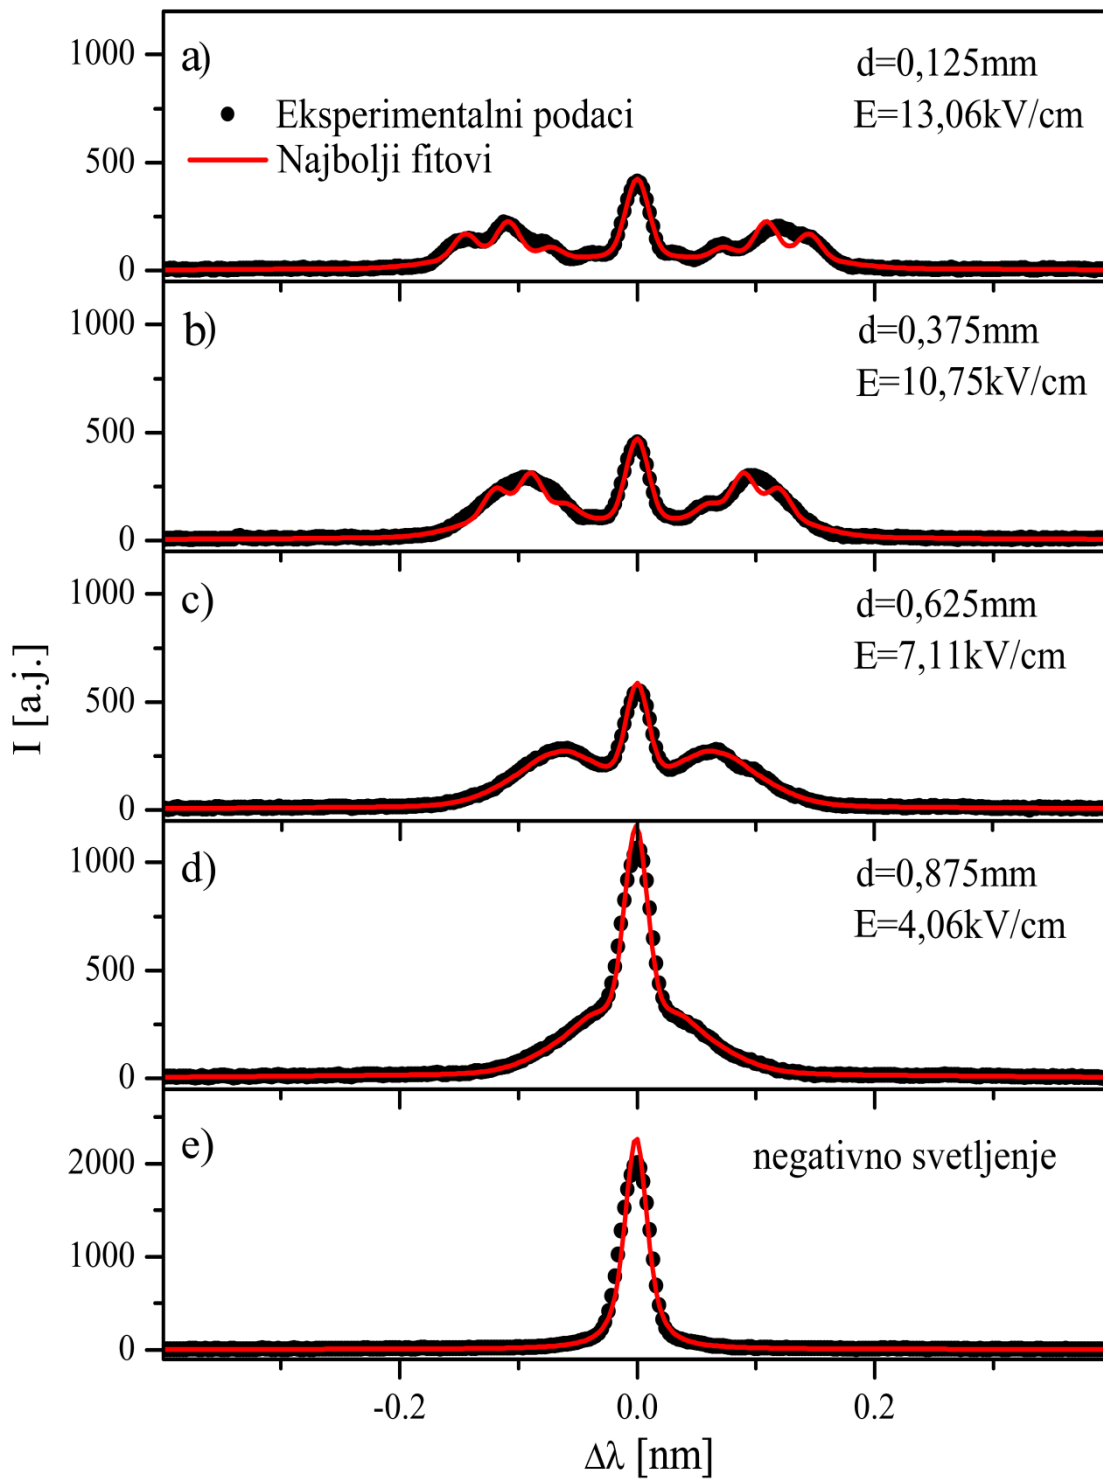 a)
d=0,125mm
E=13,06kV/cm
Eksperimentalni podaci
Najbolji fitovi
1000
500
0
b)
d=0,375mm
E=10,75kV/cm
1000
500
0
c)
d=0,625mm
E=7,11kV/cm
1000
500
0
I [a.j.]
d)
d=0,875mm
E=4,06kV/cm
1000
500
0
e)
negativno svetljenje
2000
1000
0
-0.2 0.0 0.2
Δλ [nm]